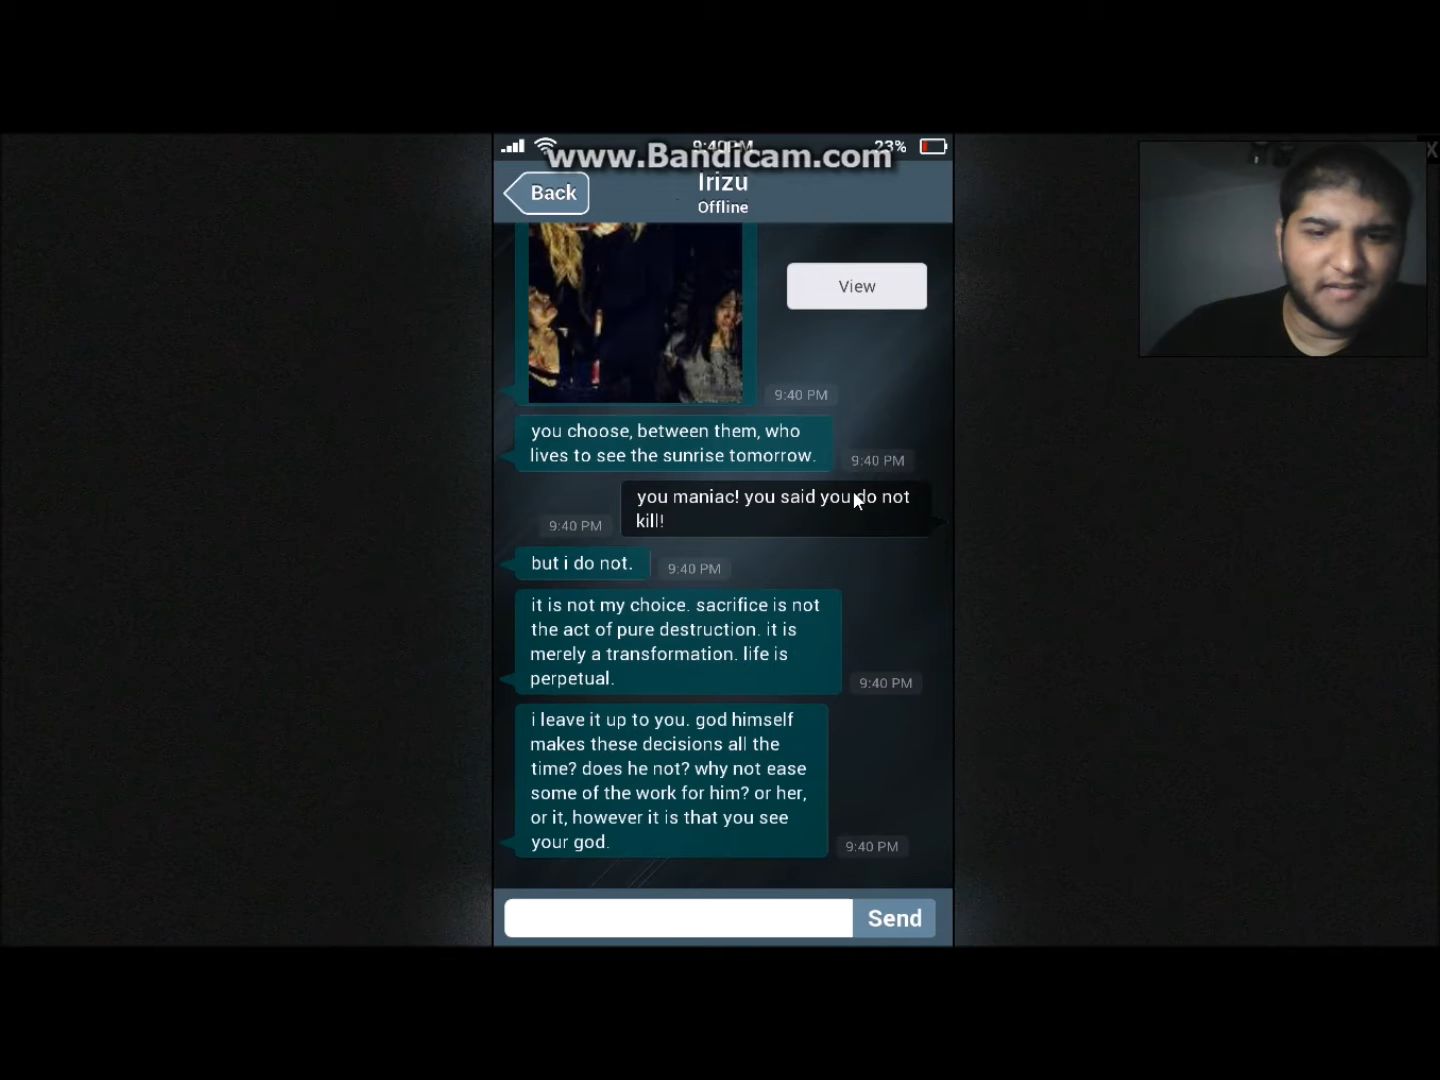 9:40PM
23%
www.Bandicam.com
X
Back
Irizu
Offline
View
9:40 PM
you choose, between them, who
lives to see the sunrise tomorrow.
9:40 PM
you maniac! you said you do not
kill!
9:40 PM
but i do not.
9:40 PM
it is not my choice. sacrifice is not
the act of pure destruction. it is
merely a transformation. life is
perpetual.
9:40 PM
i leave it up to you. god himself
makes these decisions all the
time? does he not? why not ease
some of the work for him? or her,
or it, however it is that you see
your god.
9:40 PM
Send